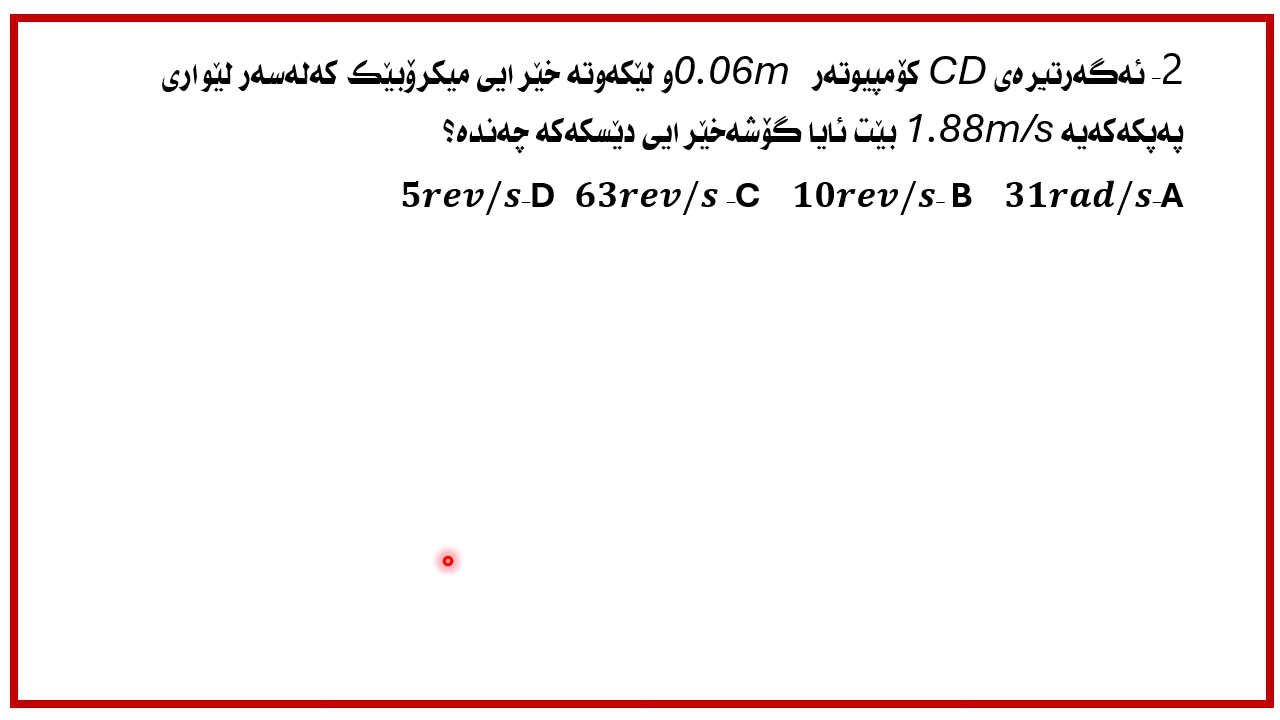 2- ئەگەرتیرەی CD کۆمپیوتەر 0.06m و لێکەوتە خێرایی میکرۆبێک کەلەسەر لێواری
پەپکەکەیە 1.88m/s بێت ئایا گۆشەخێرایی دێسکەکە چەندە؟
A-31rad/s B -10rev/s C- 63rev/s D-5rev/s